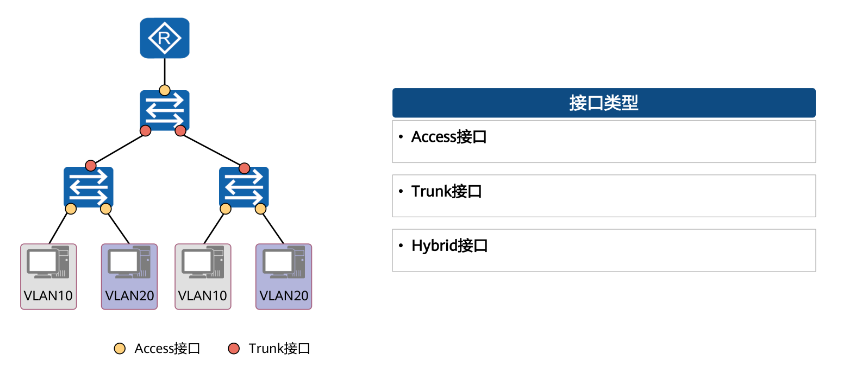 R
接口类型
• Access接口
• Trunk接口
• Hybrid接口
VLAN10 VLAN20 VLAN10 VLAN20
Access接口 Trunk接口